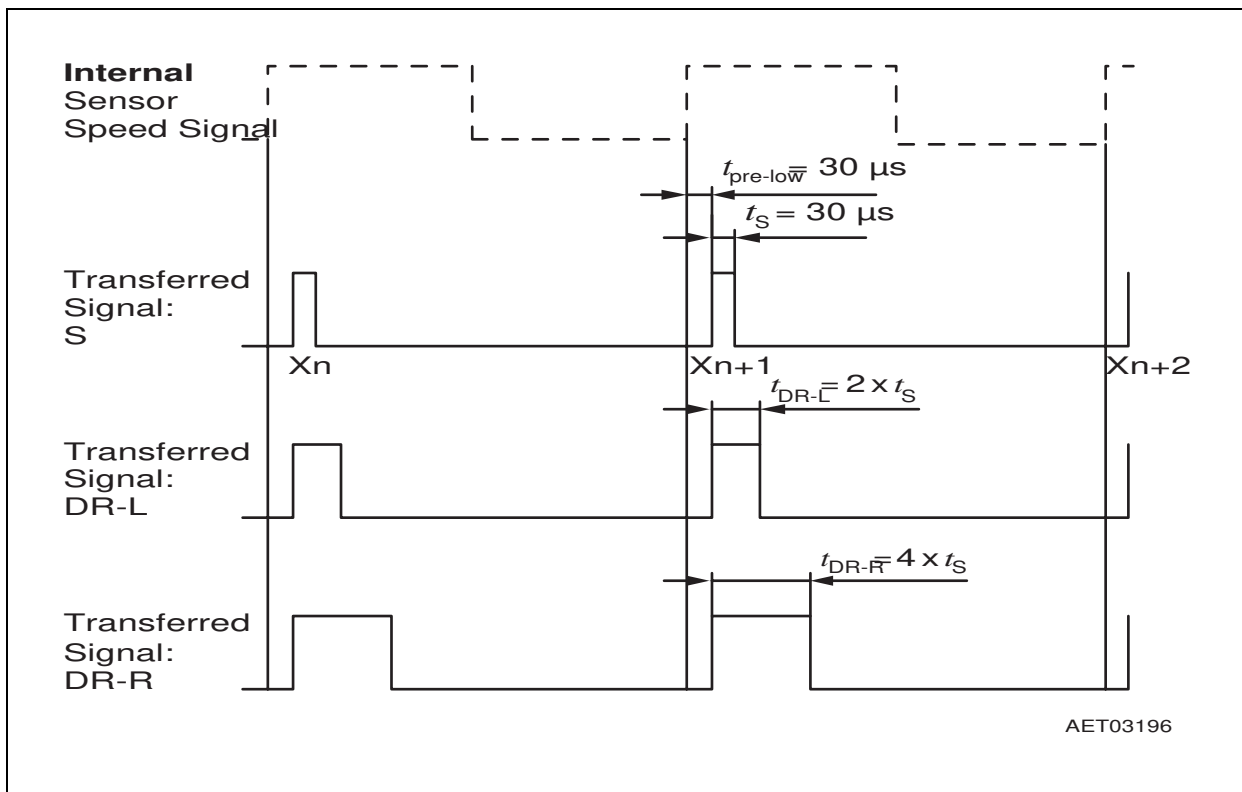 Internal
Sensor
Speed Signal
tpre-low = 30 µs
tS = 30 µs
Transferred
Signal:
S
Xn
Xn+1
Xn+2
tDR-L = 2 x tS
Transferred
Signal:
DR-L
tDR-R = 4 x tS
Transferred
Signal:
DR-R
AET03196